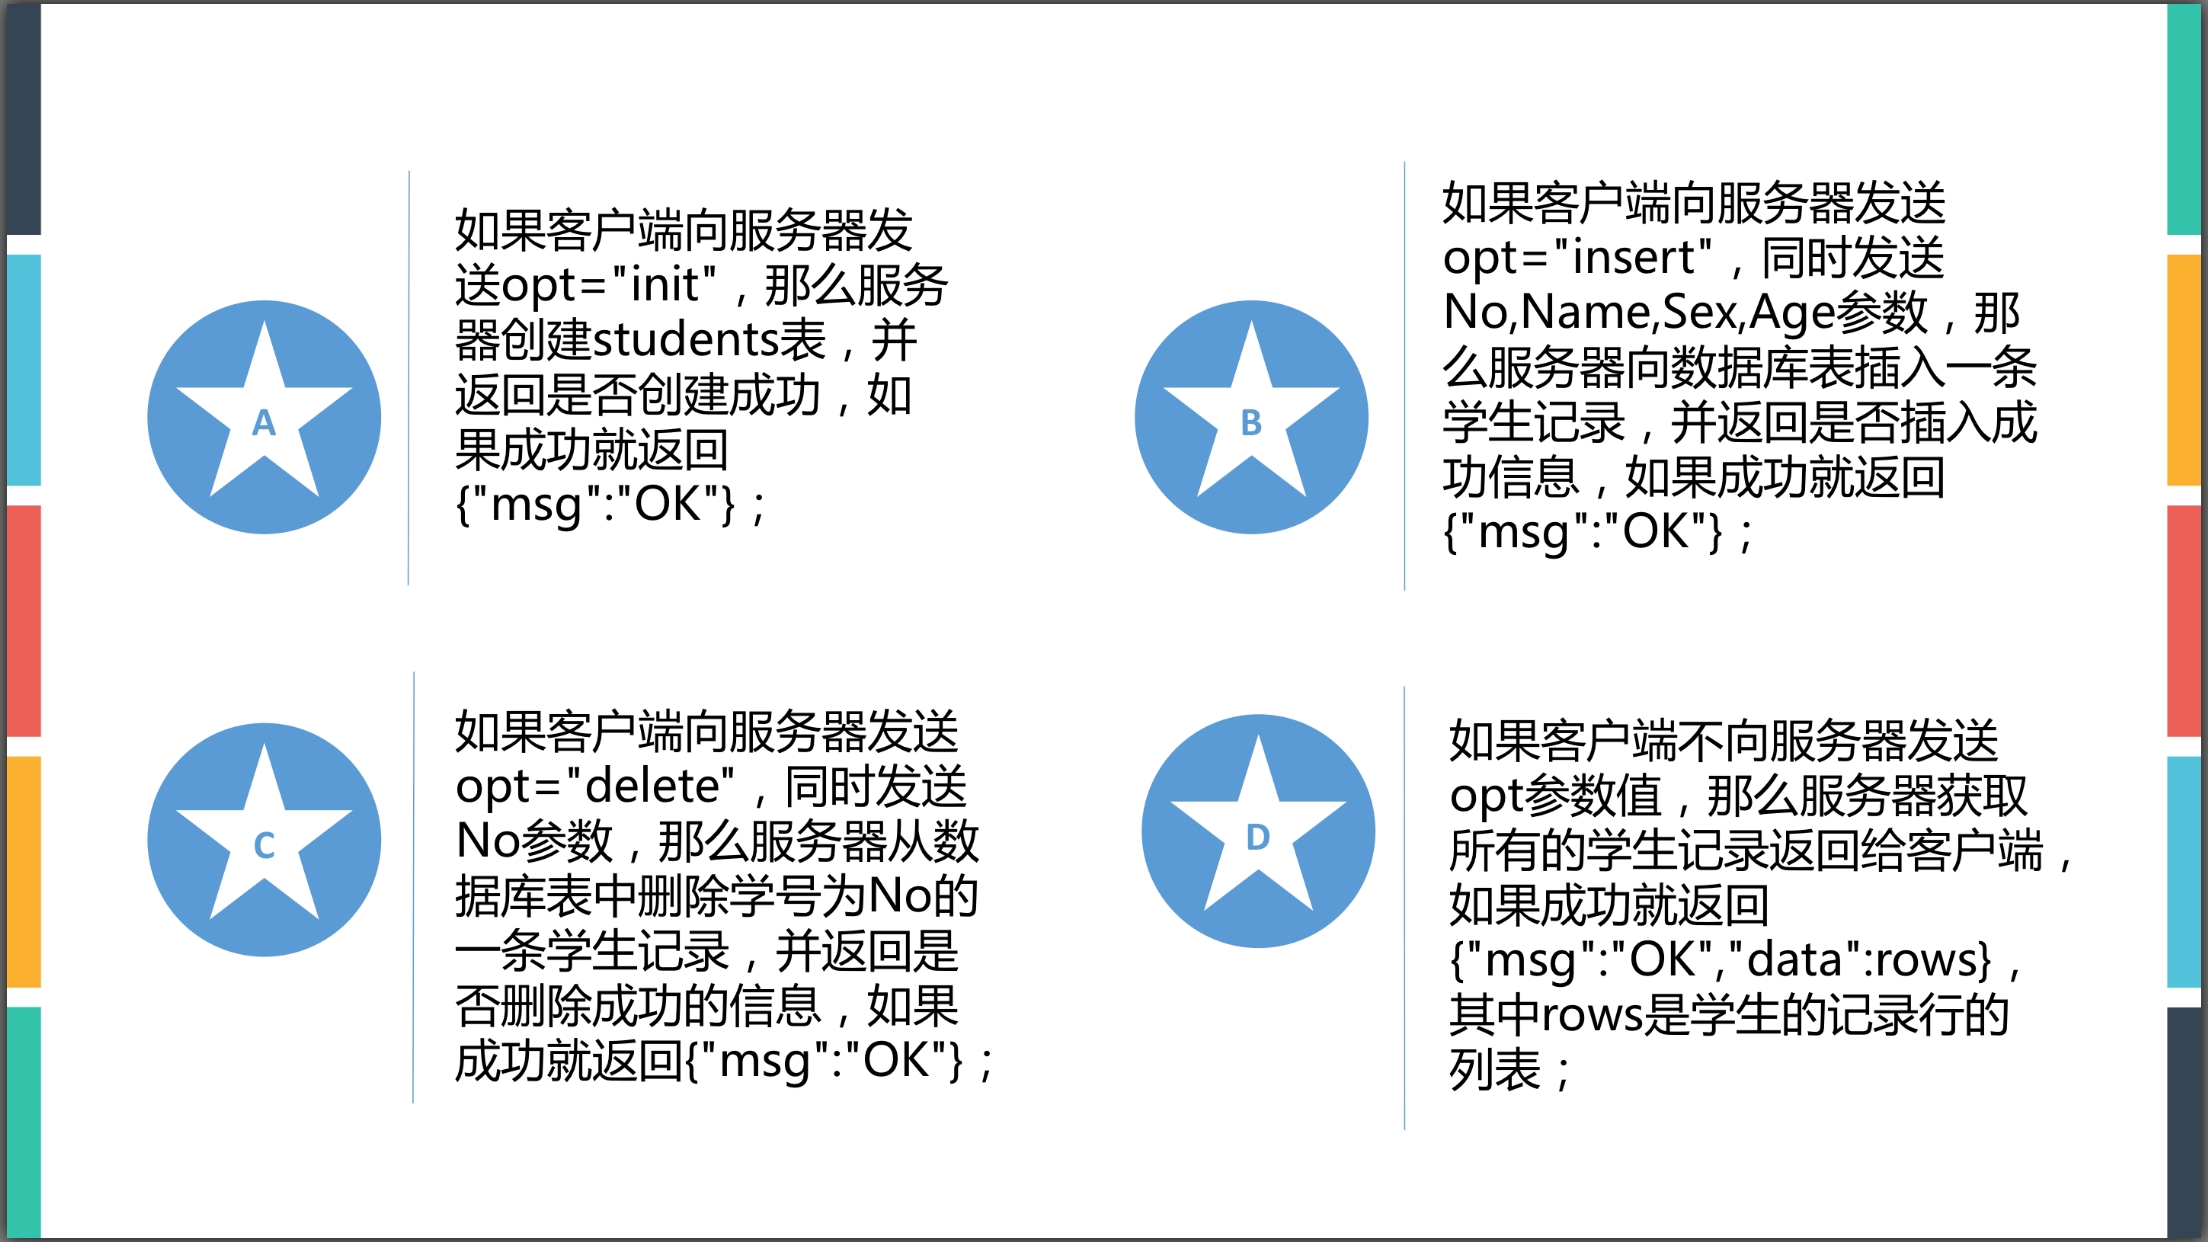 A
如果客户端向服务器发
送opt="init"，那么服务
器创建students表，并
返回是否创建成功，如
果成功就返回
{"msg":"OK"}；
B
如果客户端向服务器发送
opt="insert"，同时发送
No,Name,Sex,Age参数，那
么服务器向数据库表插入一条
学生记录，并返回是否插入成
功信息，如果成功就返回
{"msg":"OK"}；
C
如果客户端向服务器发送
opt="delete"，同时发送
No参数，那么服务器从数
据库表中删除学号为No的
一条学生记录，并返回是
否删除成功的信息，如果
成功就返回{"msg":"OK"}；
D
如果客户端不向服务器发送
opt参数值，那么服务器获取
所有的学生记录返回给客户端，
如果成功就返回
{"msg":"OK","data":rows}，
其中rows是学生的记录行的
列表；